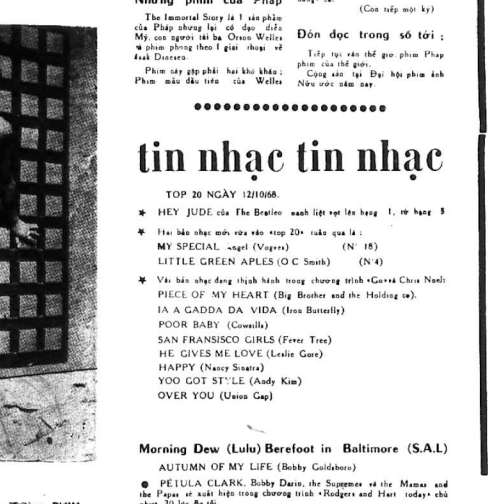 Những phim của Pháp
The Immortal Story là 1 sản phẩm
của Pháp nhưng lại có đạo diễn
Mỹ, con người tài ba Orson Welles
và phim phỏng theo 1 giai thoại về
Isak Dinesen.
Phim này gặp phải hai khó khăn ;
Phim màu đầu tiên của Welles
(Còn tiếp một kỳ)
Đón đọc trong số tới :
Tiếp tục vào thế giơ phim Pháp
phim của thế giới.
Công sản tại Đại hội phim ảnh
Nữu ước năm nay.
tin nhạc tin nhạc
TOP 20 NGÀY 12/10/68.
★ HEY JUDE của The Beatles oanh liệt vọt lên hạng 1, từ hạng 5
★ Hai bản nhạc mới vừa vào «top 20» tuần qua là :
MY SPECIAL Angel (Vogues) (N· 18)
LITTLE GREEN APLES (O C Smith) (N·4)
★ Vài bản nhạc đang thịnh hành trong chương trình «Go» Chris Noel:
PIECE OF MY HEART (Big Brother and the Holding co).
IA A GADDA DA VIDA (Iron Butterfly)
POOR BABY (Cowsills)
SAN FRANSISCO GIRLS (Fever Tree)
HE GIVES ME LOVE (Leslie Gore)
HAPPY (Nancy Sinatra)
YOO GOT STYLE (Andy Kim)
OVER YOU (Union Gap)
Morning Dew (Lulu) Berefoot in Baltimore (S.A.L)
AUTUMN OF MY LIFE (Bobby Goldsboro)
● PÉTULA CLARK, Bobby Darin, the Supremes và the Mamas and
the Papas sẽ xuất hiện trong chương trình «Rodgers and Hart today» chủ